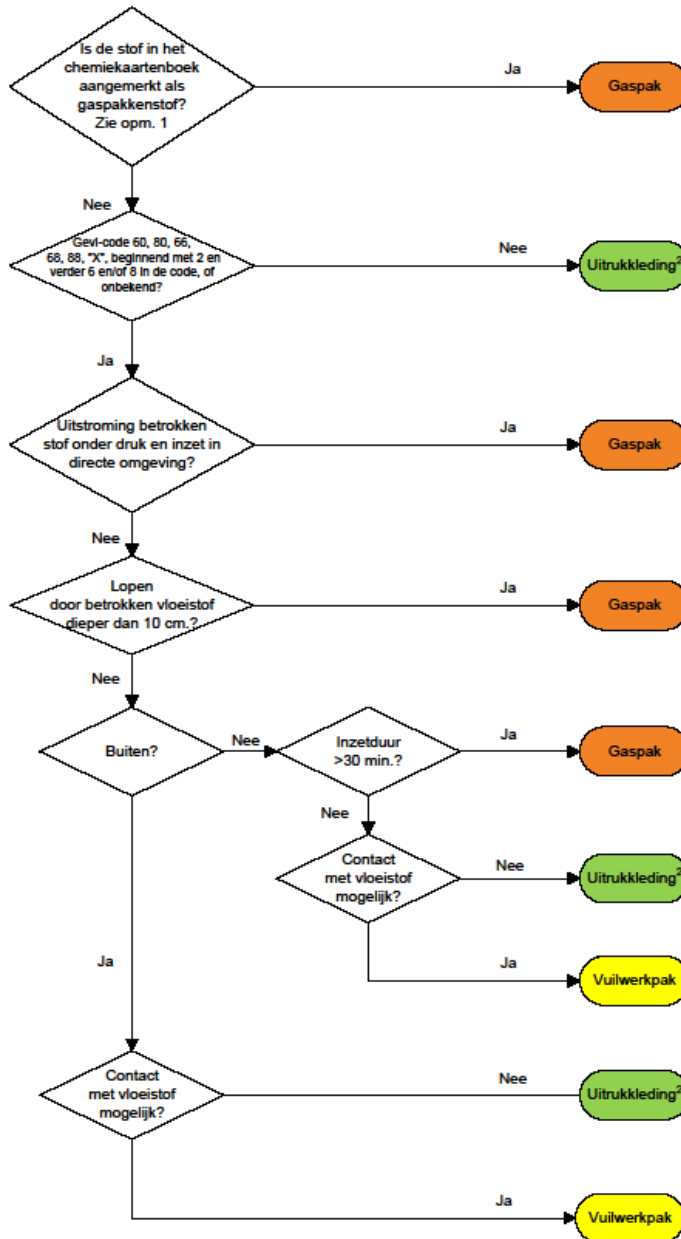 Is de stof in het
chemiekaartenboek
aangemerkt als
gaspakkenstof?
Zie opm. 1
Ja
Gaspak
Nee
Gevi-code 60, 80, 66,
68, 88, "X", beginnend met 2 en
verder 6 en/of 8 in de code, of
onbekend?
Nee
Uitrukkleding²
Ja
Uitstroming betrokken
stof onder druk en inzet in
directe omgeving?
Ja
Gaspak
Nee
Lopen
door betrokken vloeistof
dieper dan 10 cm.?
Ja
Gaspak
Nee
Buiten?
Nee
Inzetduur
>30 min.?
Ja
Gaspak
Nee
Contact
met vloeistof
mogelijk?
Nee
Uitrukkleding²
Ja
Vuilwerkpak
Ja
Contact
met vloeistof
mogelijk?
Nee
Uitrukkleding²
Ja
Vuilwerkpak